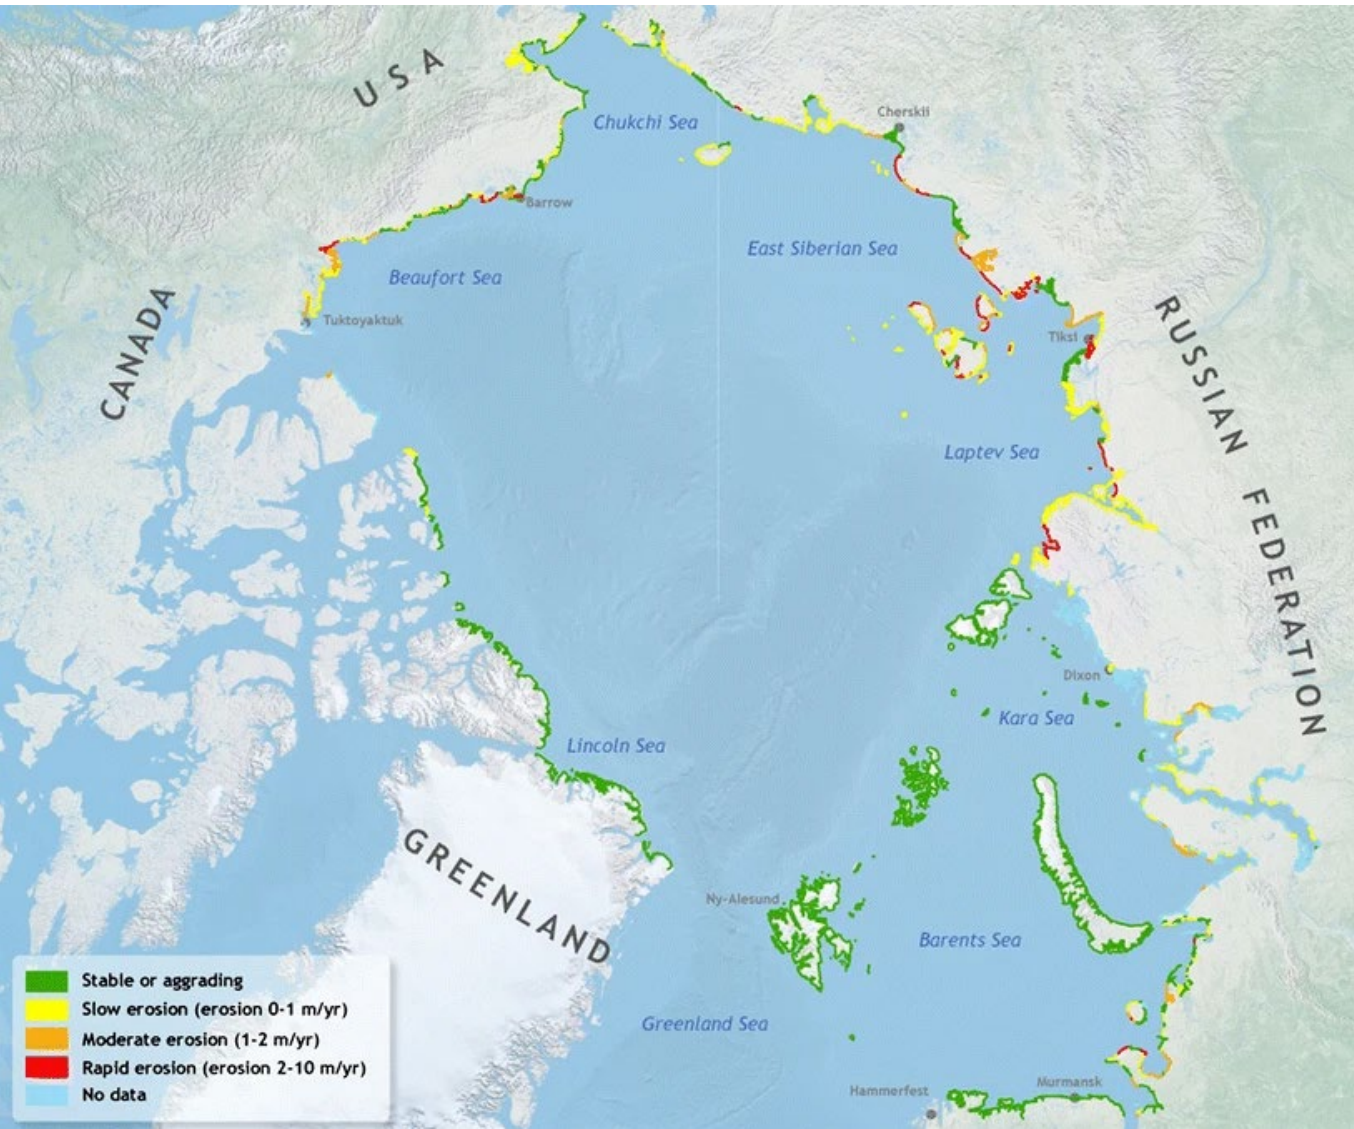 USA
Chukchi Sea
Cherskii
Barrow
East Siberian Sea
Beaufort Sea
CANADA
Tuktoyaktuk
RUSSIAN FEDERATION
Tiksi
Laptev Sea
Dixon
Kara Sea
Lincoln Sea
GREENLAND
Ny-Alesund
Barents Sea
Greenland Sea
Hammerfest
Murmansk
Stable or aggrading
Slow erosion (erosion 0-1 m/yr)
Moderate erosion (1-2 m/yr)
Rapid erosion (erosion 2-10 m/yr)
No data